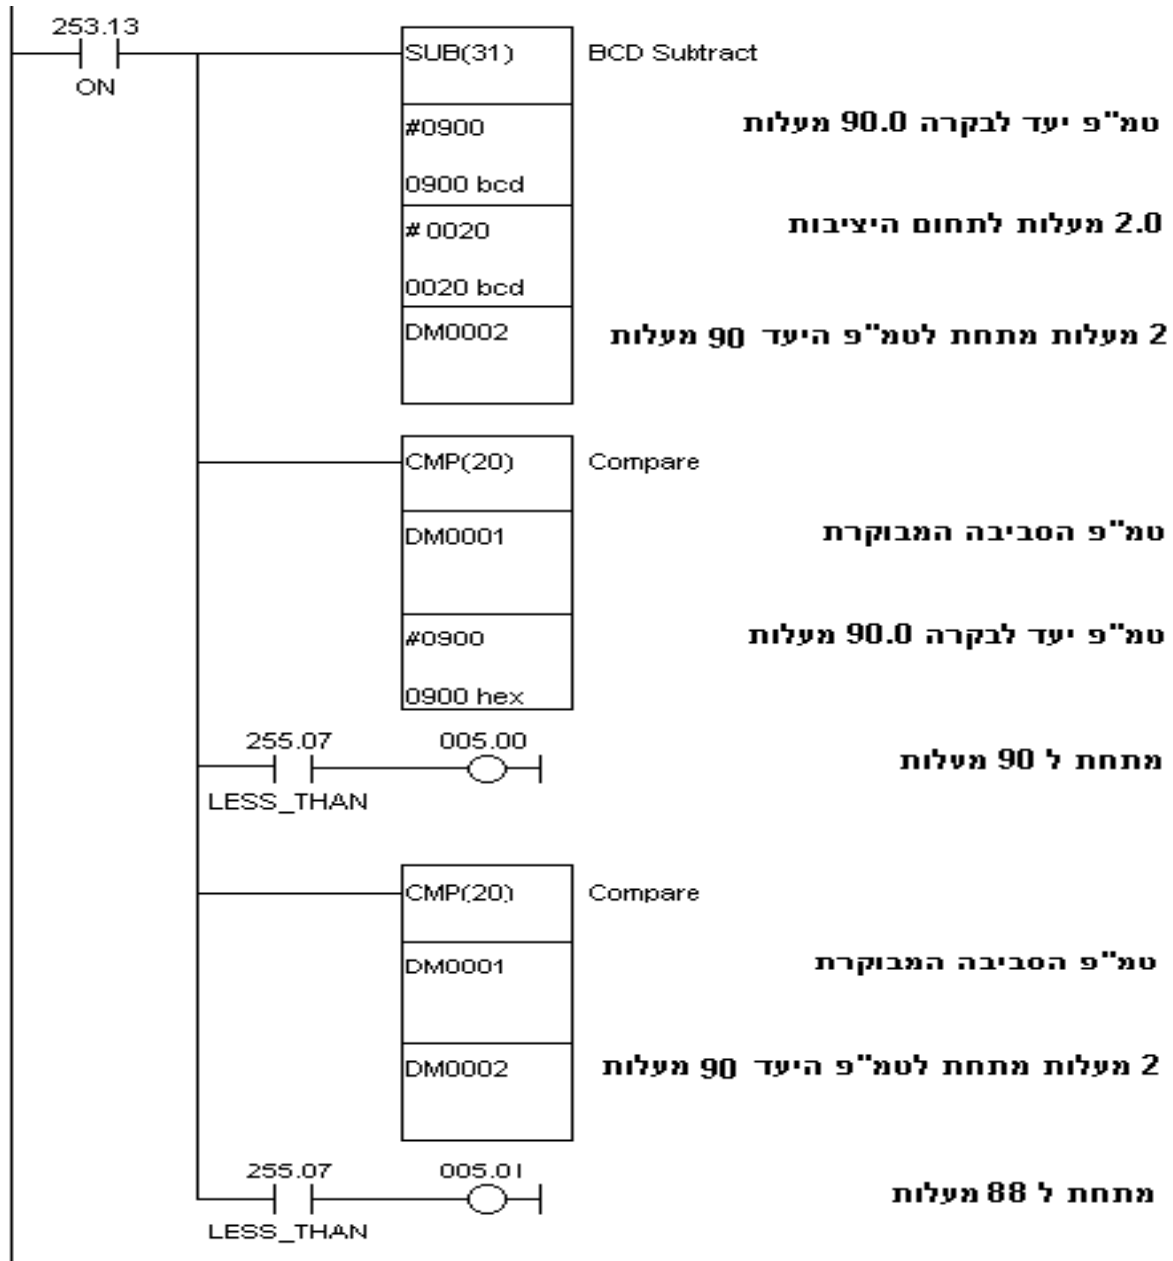 253.13
ON
SUB(31)
BCD Subtract
#0900
טמ"פ יעד לבקרה 90.0 מעלות
0900 bcd
# 0020
2.0 מעלות לתחום היציבות
0020 bcd
DM0002
2 מעלות מתחת לטמ"פ היעד 90 מעלות
CMP(20)
Compare
DM0001
טמ"פ הסביבה המבוקרת
#0900
טמ"פ יעד לבקרה 90.0 מעלות
0900 hex
255.07
005.00
מתחת ל 90 מעלות
LESS_THAN
CMP(20)
Compare
DM0001
טמ"פ הסביבה המבוקרת
DM0002
2 מעלות מתחת לטמ"פ היעד 90 מעלות
255.07
005.01
מתחת ל 88 מעלות
LESS_THAN